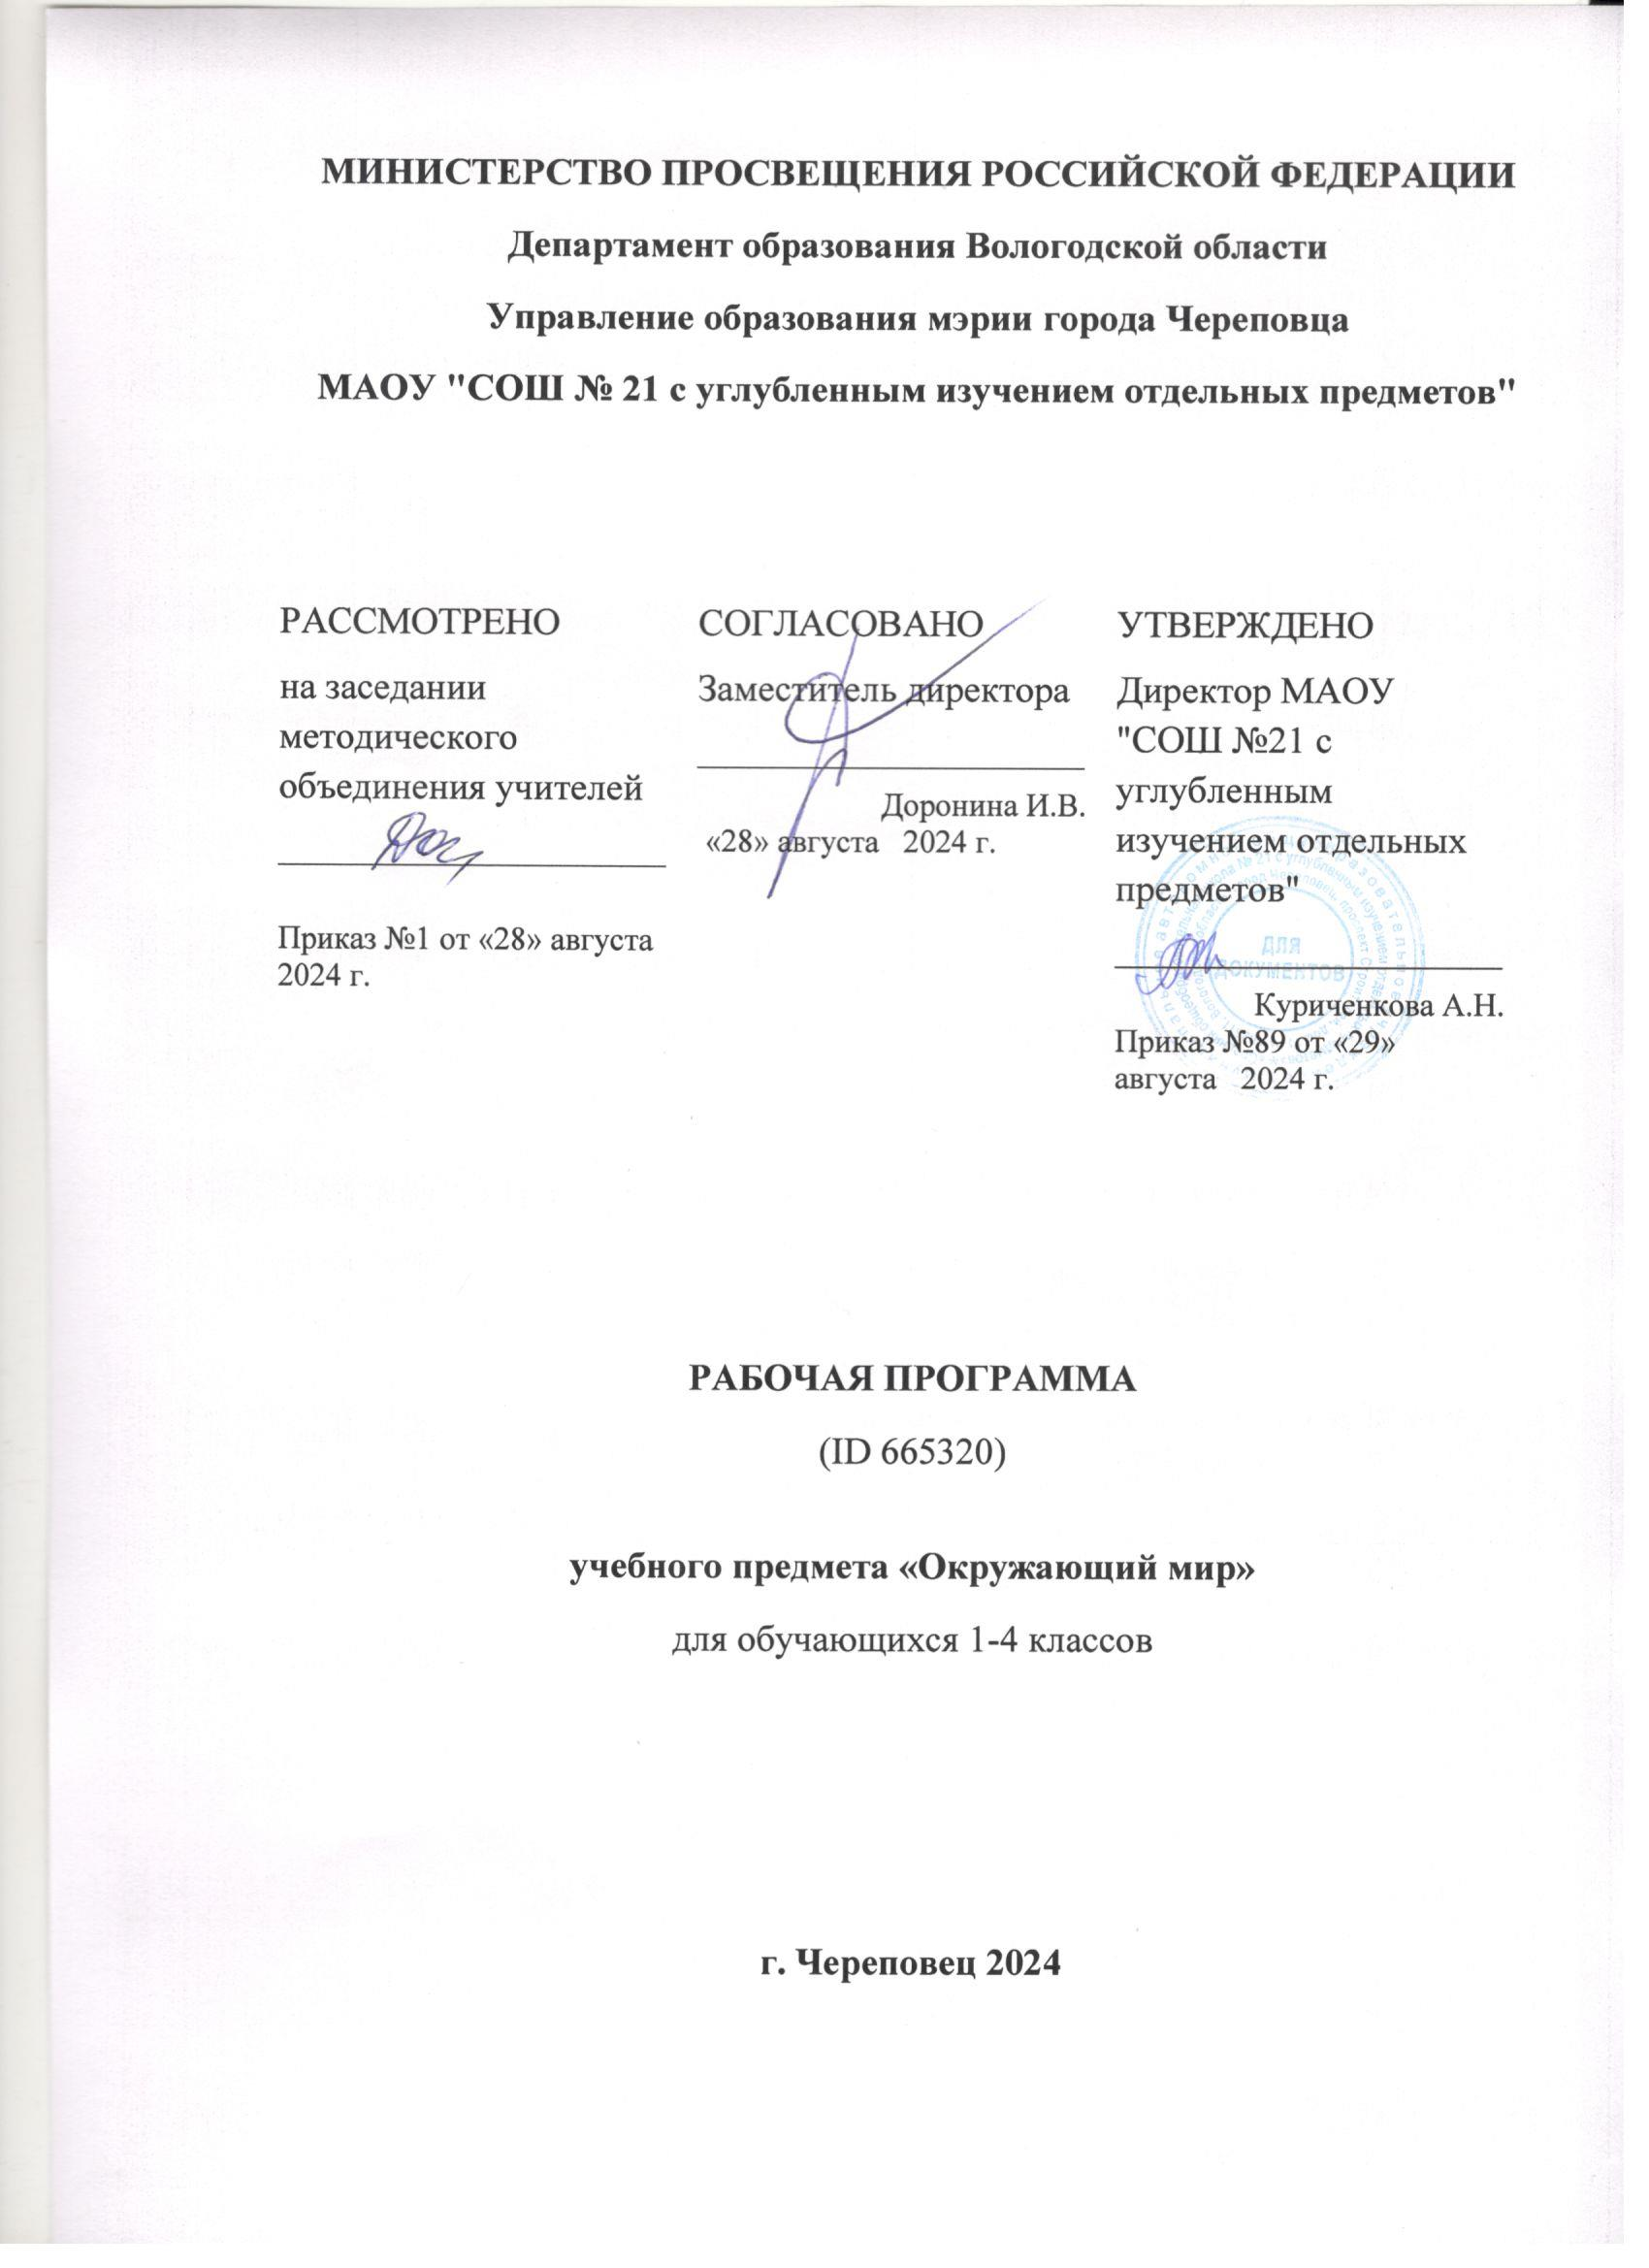 МИНИСТЕРСТВО ПРОСВЕЩЕНИЯ РОССИЙСКОЙ ФЕДЕРАЦИИ
Департамент образования Вологодской области
Управление образования мэрии города Череповца
МАОУ "СОШ № 21 с углубленным изучением отдельных предметов"
РАССМОТРЕНО
на заседании
методического
объединения учителей
Приказ №1 от «28» августа
2024 г.
СОГЛАСОВАНО
Заместитель директора
Доронина И.В.
«28» августа 2024 г.
УТВЕРЖДЕНО
Директор МАОУ
"СОШ №21 с
углубленным
изучением отдельных
предметов"
ДЛЯ
ДОКУМЕНТОВ
Куриченкова А.Н.
Приказ №89 от «29»
августа 2024 г.
РАБОЧАЯ ПРОГРАММА
(ID 665320)
учебного предмета «Окружающий мир»
для обучающихся 1-4 классов
г. Череповец 2024